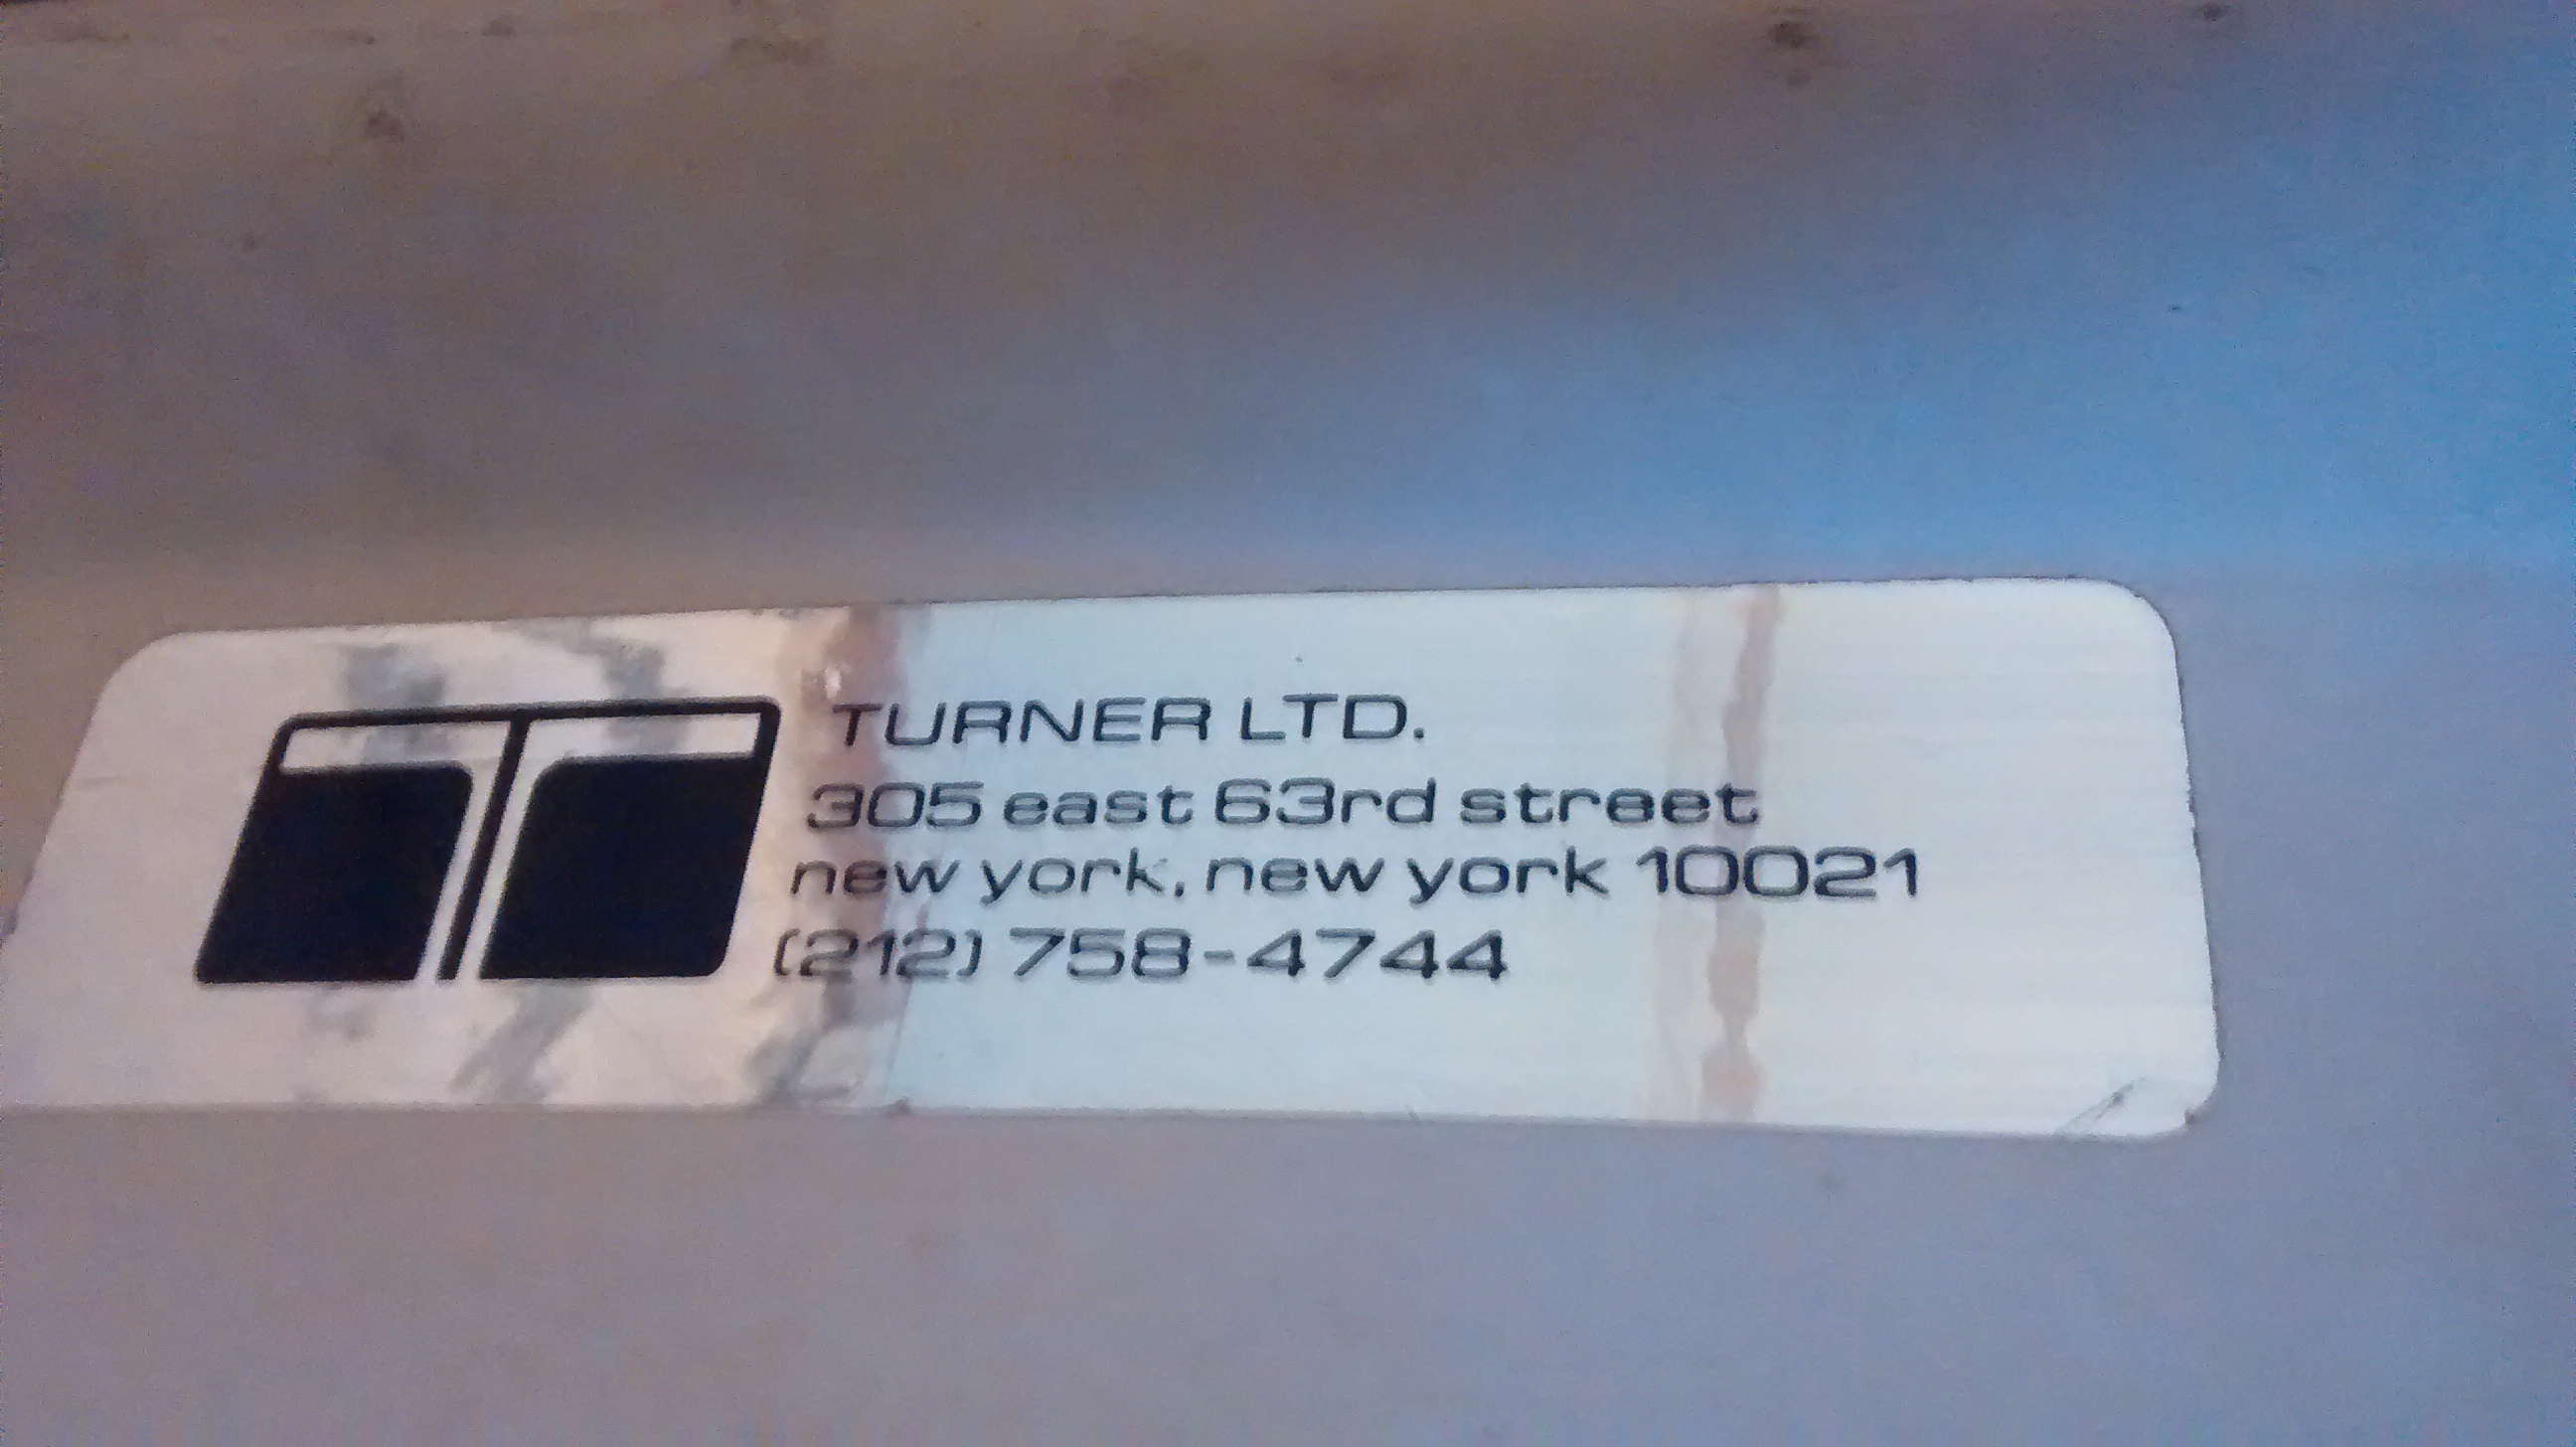 TURNER LTD.
305 east 63rd street
new york, new york 10021
(212) 758-4744